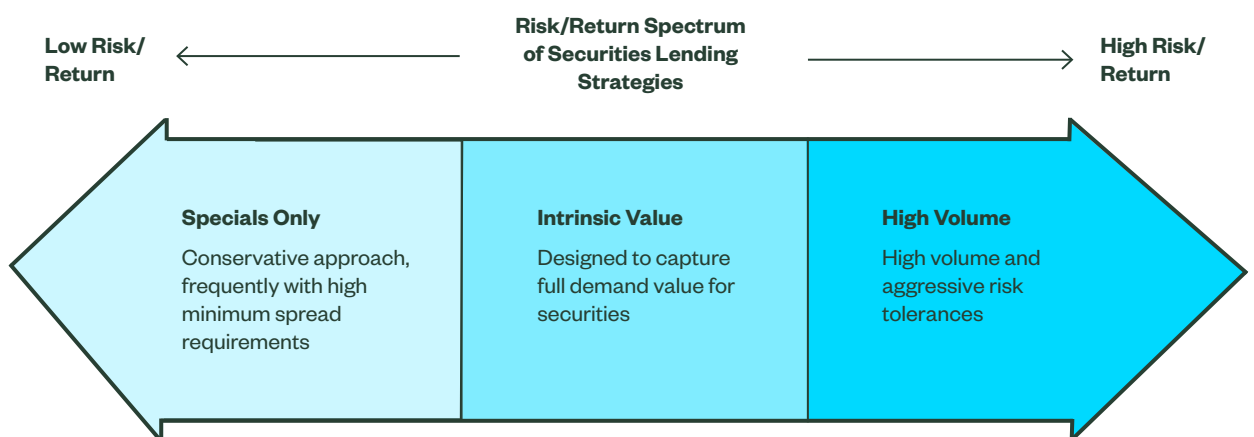 Low Risk/
Return
Risk/Return Spectrum
of Securities Lending
Strategies
High Risk/
Return
Specials Only
Conservative approach,
frequently with high
minimum spread
requirements
Intrinsic Value
Designed to capture
full demand value for
securities
High Volume
High volume and
aggressive risk
tolerances